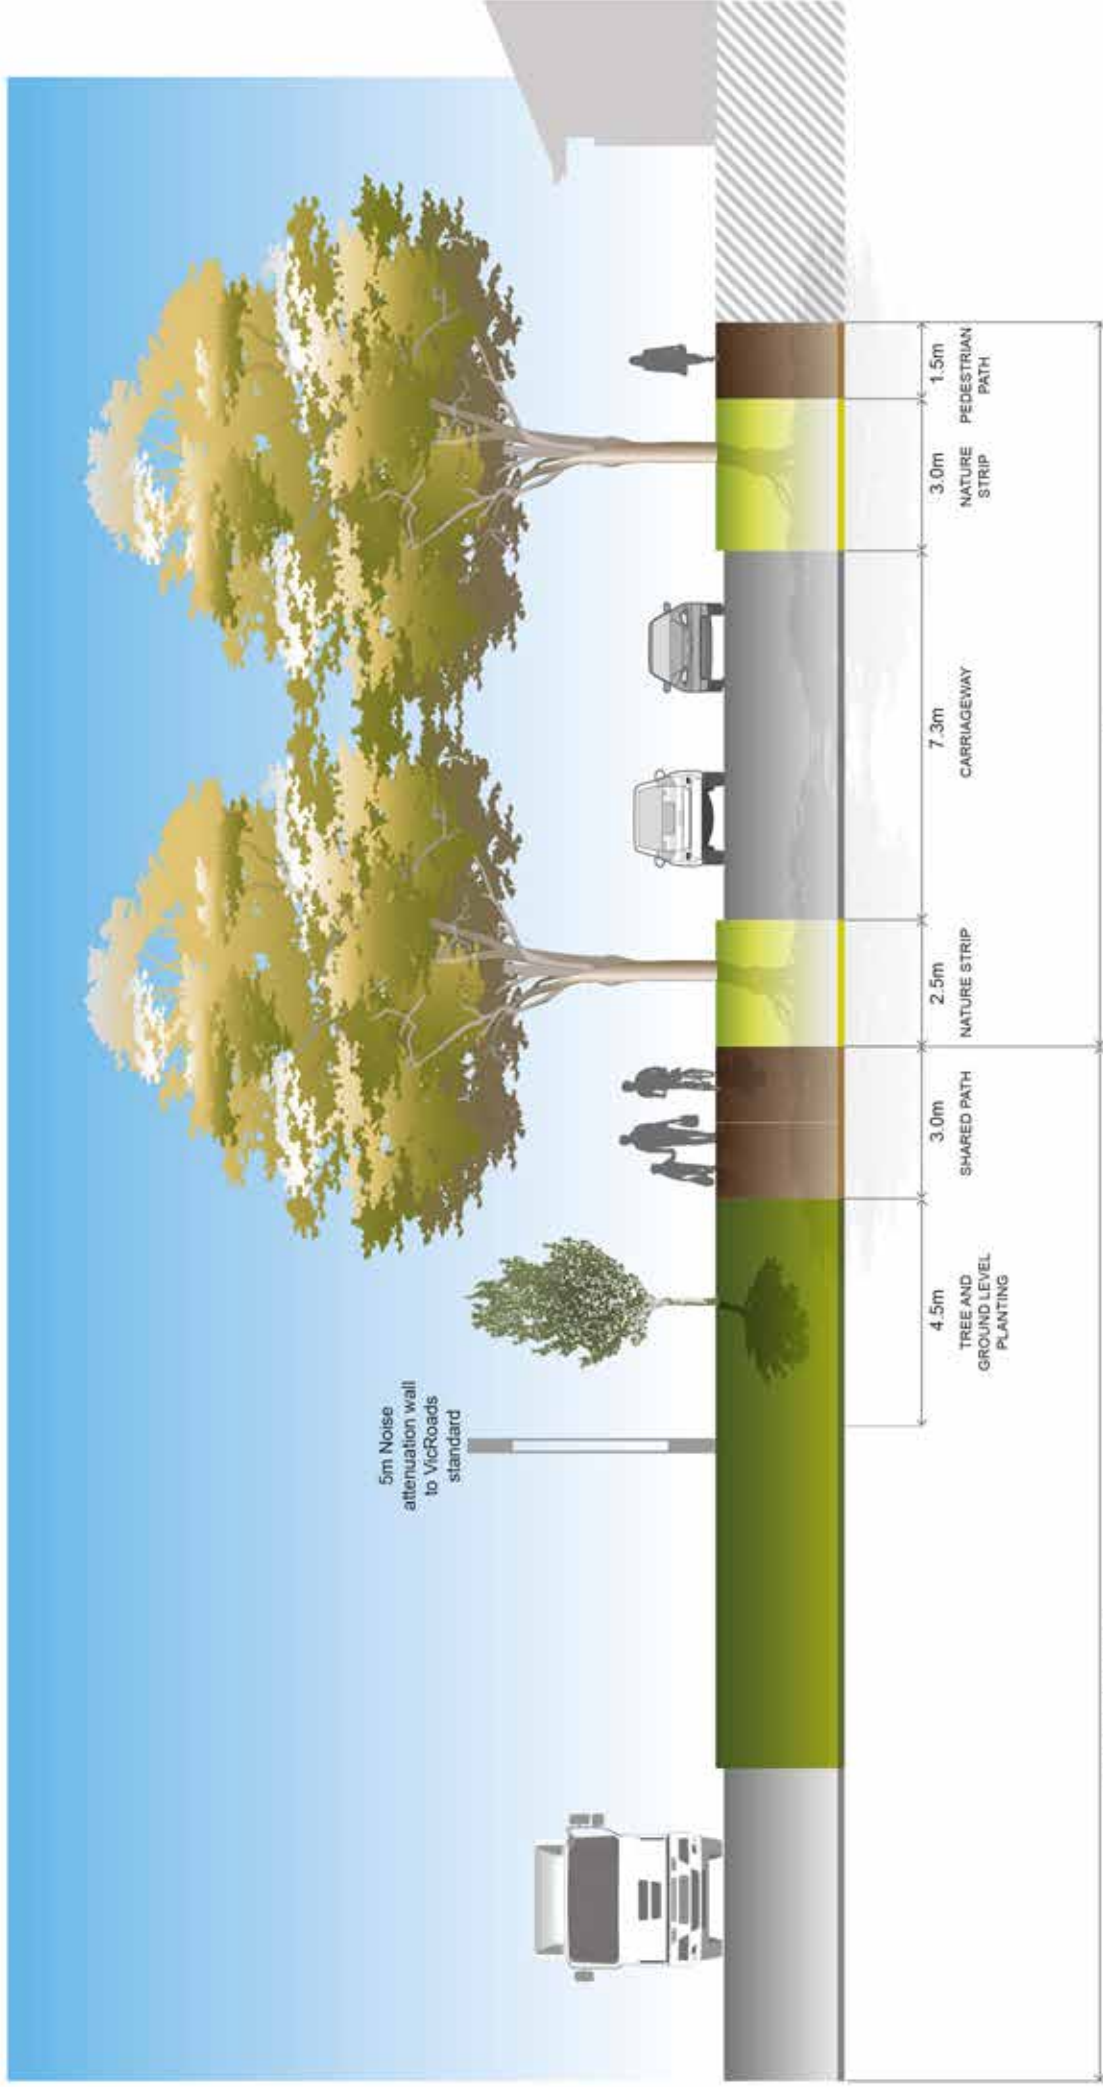 5m Noise
attenuation wall
to VicRoads
standard
4.5m
TREE AND
GROUND LEVEL
PLANTING
3.0m
SHARED PATH
2.5m
NATURE STRIP
7.3m
CARRIAGEWAY
3.0m
NATURE
STRIP
1.5m
PEDESTRIAN
PATH